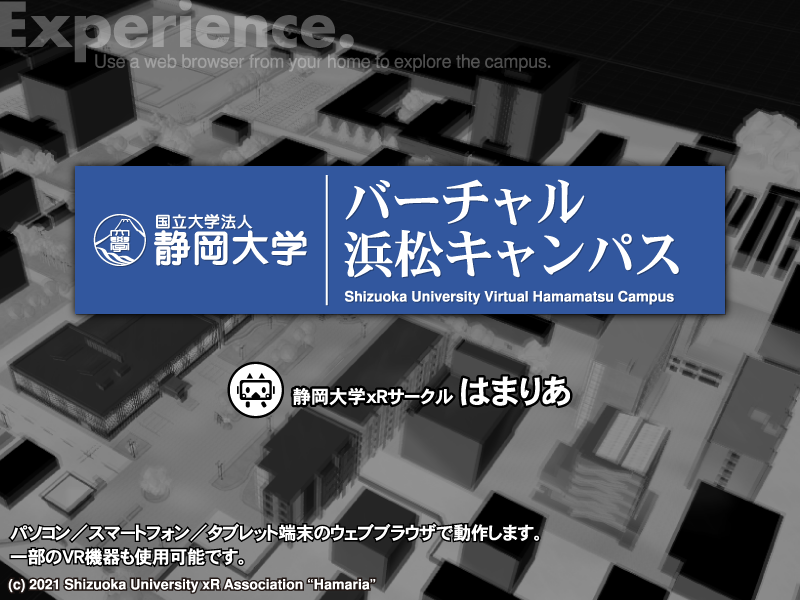 Experience.
Use a web browser from your home to explore the campus.
国立大学法人
静岡大学
バーチャル
浜松キャンパス
Shizuoka University Virtual Hamamatsu Campus
静岡大学xRサークル はまりあ
パソコン／スマートフォン／タブレット端末のウェブブラウザで動作します。
一部のVR機器も使用可能です。
(c) 2021 Shizuoka University xR Association “Hamaria”